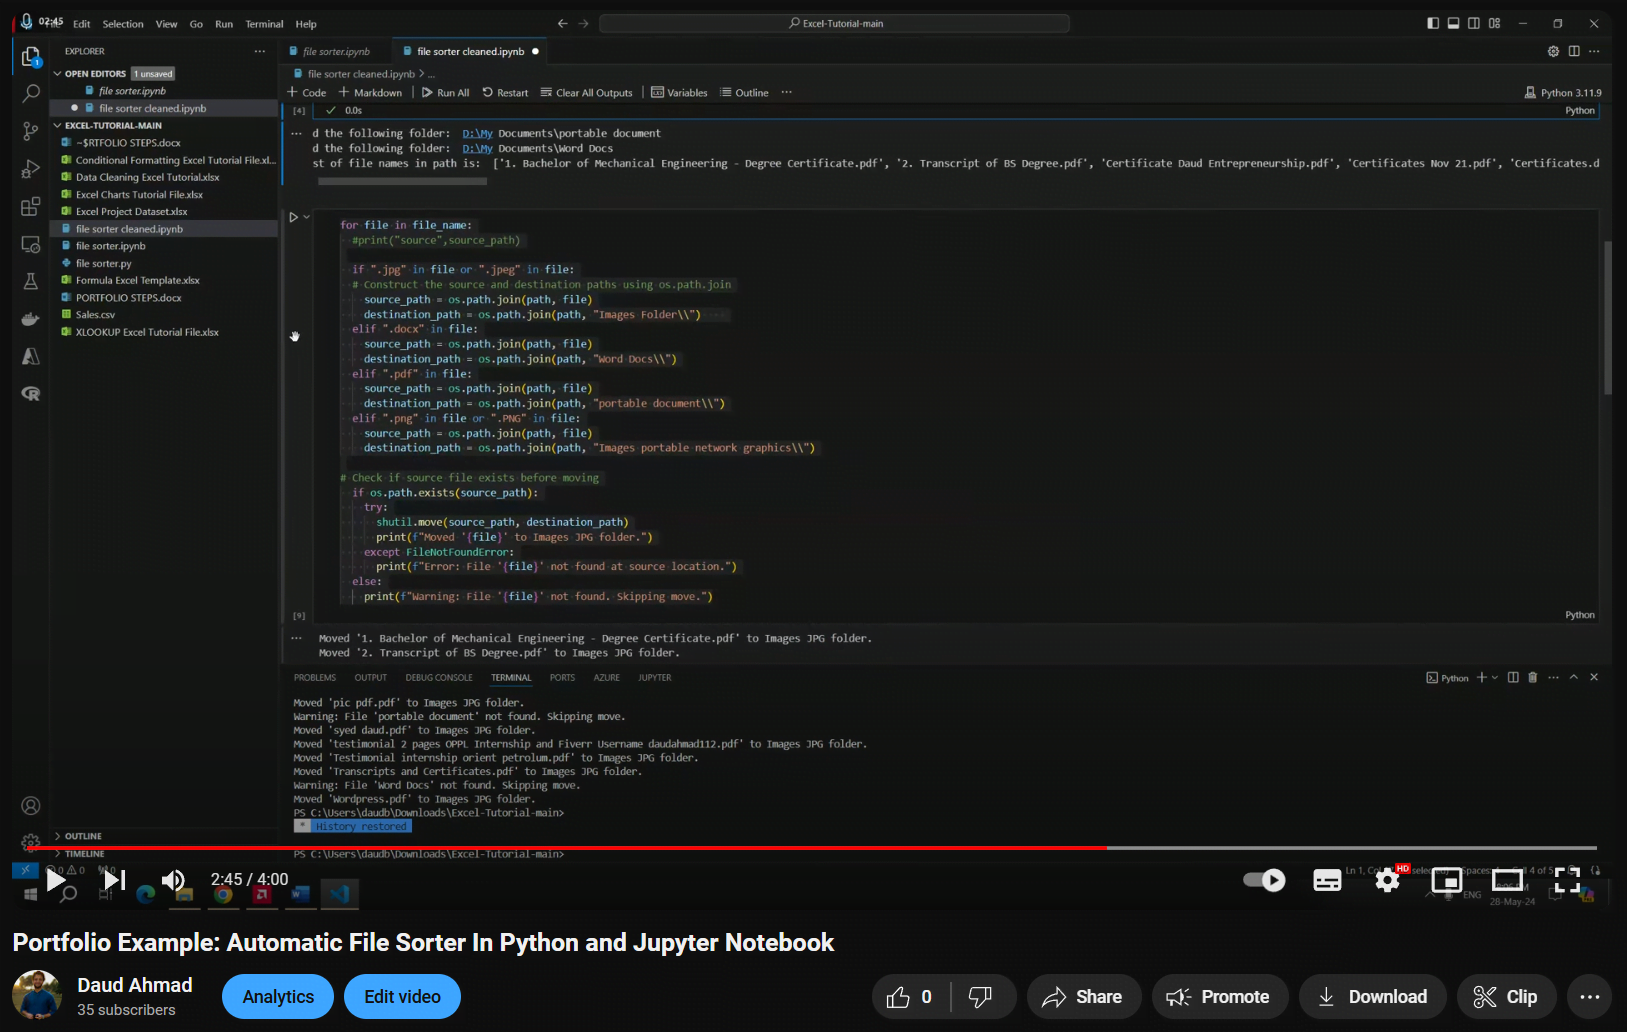 02:45
Edit Selection View Go Run Terminal Help
Excel-Tutorial-main
EXPLORER
OPEN EDITORS 1 unsaved
file sorter.ipynb
file sorter cleaned.ipynb
EXCEL-TUTORIAL-MAIN
~$RTFOLIO STEPS.docx
Conditional Formatting Excel Tutorial File.xl...
Data Cleaning Excel Tutorial.xlsx
Excel Charts Tutorial File.xlsx
Excel Project Dataset.xlsx
file sorter cleaned.ipynb
file sorter.ipynb
file sorter.py
Formula Excel Template.xlsx
PORTFOLIO STEPS.docx
Sales.csv
XLOOKUP Excel Tutorial File.xlsx
OUTLINE
TIMELINE
file sorter.ipynb file sorter cleaned.ipynb
file sorter cleaned.ipynb > ...
+ Code + Markdown Run All Restart Clear All Outputs Variables Outline ... Python 3.11.9
[4] 0.0s Python
... d the following folder: D:\My Documents\portable document
d the following folder: D:\My Documents\Word Docs
st of file names in path is: ['1. Bachelor of Mechanical Engineering - Degree Certificate.pdf', '2. Transcript of BS Degree.pdf', 'Certificate Daud Entrepreneurship.pdf', 'Certificates Nov 21.pdf', 'Certificates.d
for file in file_name:
#print("source",source_path)
if ".jpg" in file or ".jpeg" in file:
# Construct the source and destination paths using os.path.join
source_path = os.path.join(path, file)
destination_path = os.path.join(path, "Images Folder\\")
elif ".docx" in file:
source_path = os.path.join(path, file)
destination_path = os.path.join(path, "Word Docs\\")
elif ".pdf" in file:
source_path = os.path.join(path, file)
destination_path = os.path.join(path, "portable document\\")
elif ".png" in file or ".PNG" in file:
source_path = os.path.join(path, file)
destination_path = os.path.join(path, "Images portable network graphics\\")
# Check if source file exists before moving
if os.path.exists(source_path):
try:
shutil.move(source_path, destination_path)
print(f"Moved '{file}' to Images JPG folder.")
except FileNotFoundError:
print(f"Error: File '{file}' not found at source location.")
else:
print(f"Warning: File '{file}' not found. Skipping move.")
[9] Python
... Moved '1. Bachelor of Mechanical Engineering - Degree Certificate.pdf' to Images JPG folder.
Moved '2. Transcript of BS Degree.pdf' to Images JPG folder.
PROBLEMS OUTPUT DEBUG CONSOLE TERMINAL PORTS AZURE JUPYTER Python
Moved 'pic pdf.pdf' to Images JPG folder.
Warning: File 'portable document' not found. Skipping move.
Moved 'syed daud.pdf' to Images JPG folder.
Moved 'testimonial 2 pages OPPL Internship and Fiverr Username daudahmad112.pdf' to Images JPG folder.
Moved 'Testimonial internship orient petrolum.pdf' to Images JPG folder.
Moved 'Transcripts and Certificates.pdf' to Images JPG folder.
Warning: File 'Word Docs' not found. Skipping move.
Moved 'Wordpress.pdf' to Images JPG folder.
PS C:\Users\daudb\Downloads\Excel-Tutorial-main>
* History restored
PS C:\Users\daudb\Downloads\Excel-Tutorial-main>
2:45 / 4:00
HD
ENG
28-May-24
Portfolio Example: Automatic File Sorter In Python and Jupyter Notebook
Daud Ahmad
35 subscribers
Analytics Edit video 0 Share Promote Download Clip ...